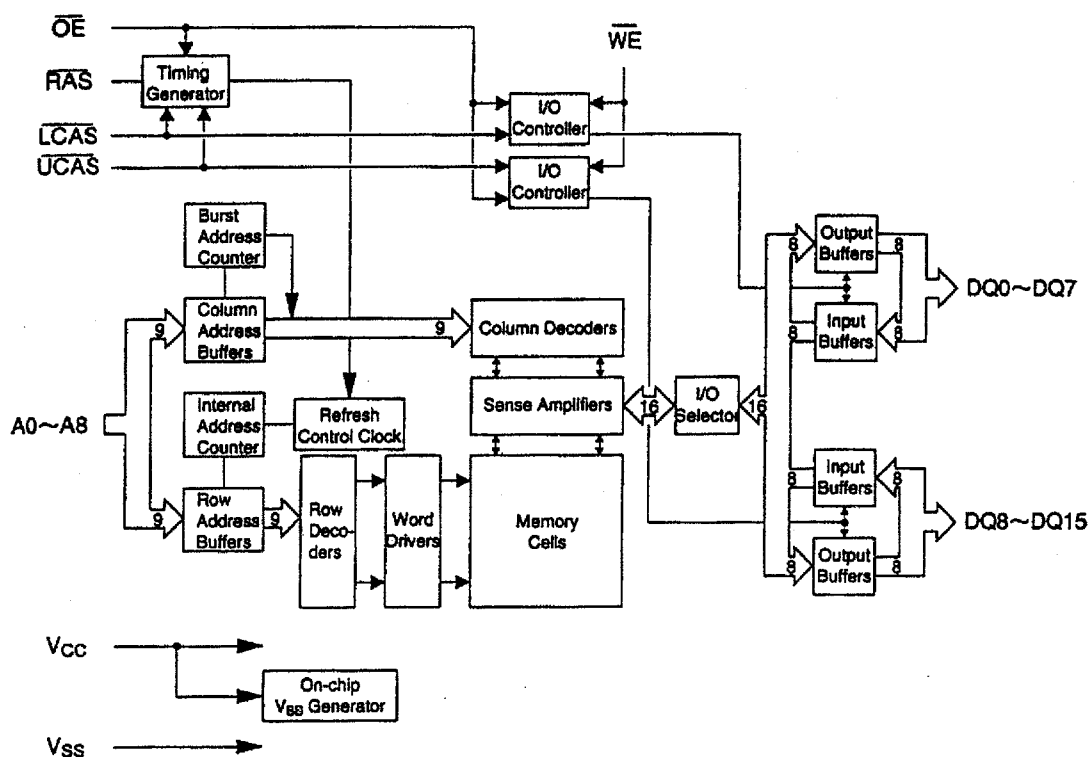 OE
WE
RAS
Timing
Generator
I/O
Controller
LCAS
UCAS
I/O
Controller
Burst
Address
Counter
Output
Buffers
8
8
DQ0～DQ7
Column
Address
Buffers
9
9
Column Decoders
Input
Buffers
8
8
A0～A8
Internal
Address
Counter
Refresh
Control Clock
Sense Amplifiers
16
I/O
Selector
16
Row
Address
Buffers
9
9
Row
Deco-
ders
Word
Drivers
Memory
Cells
Input
Buffers
8
8
DQ8～DQ15
Output
Buffers
8
8
VCC
On-chip
VBB Generator
VSS